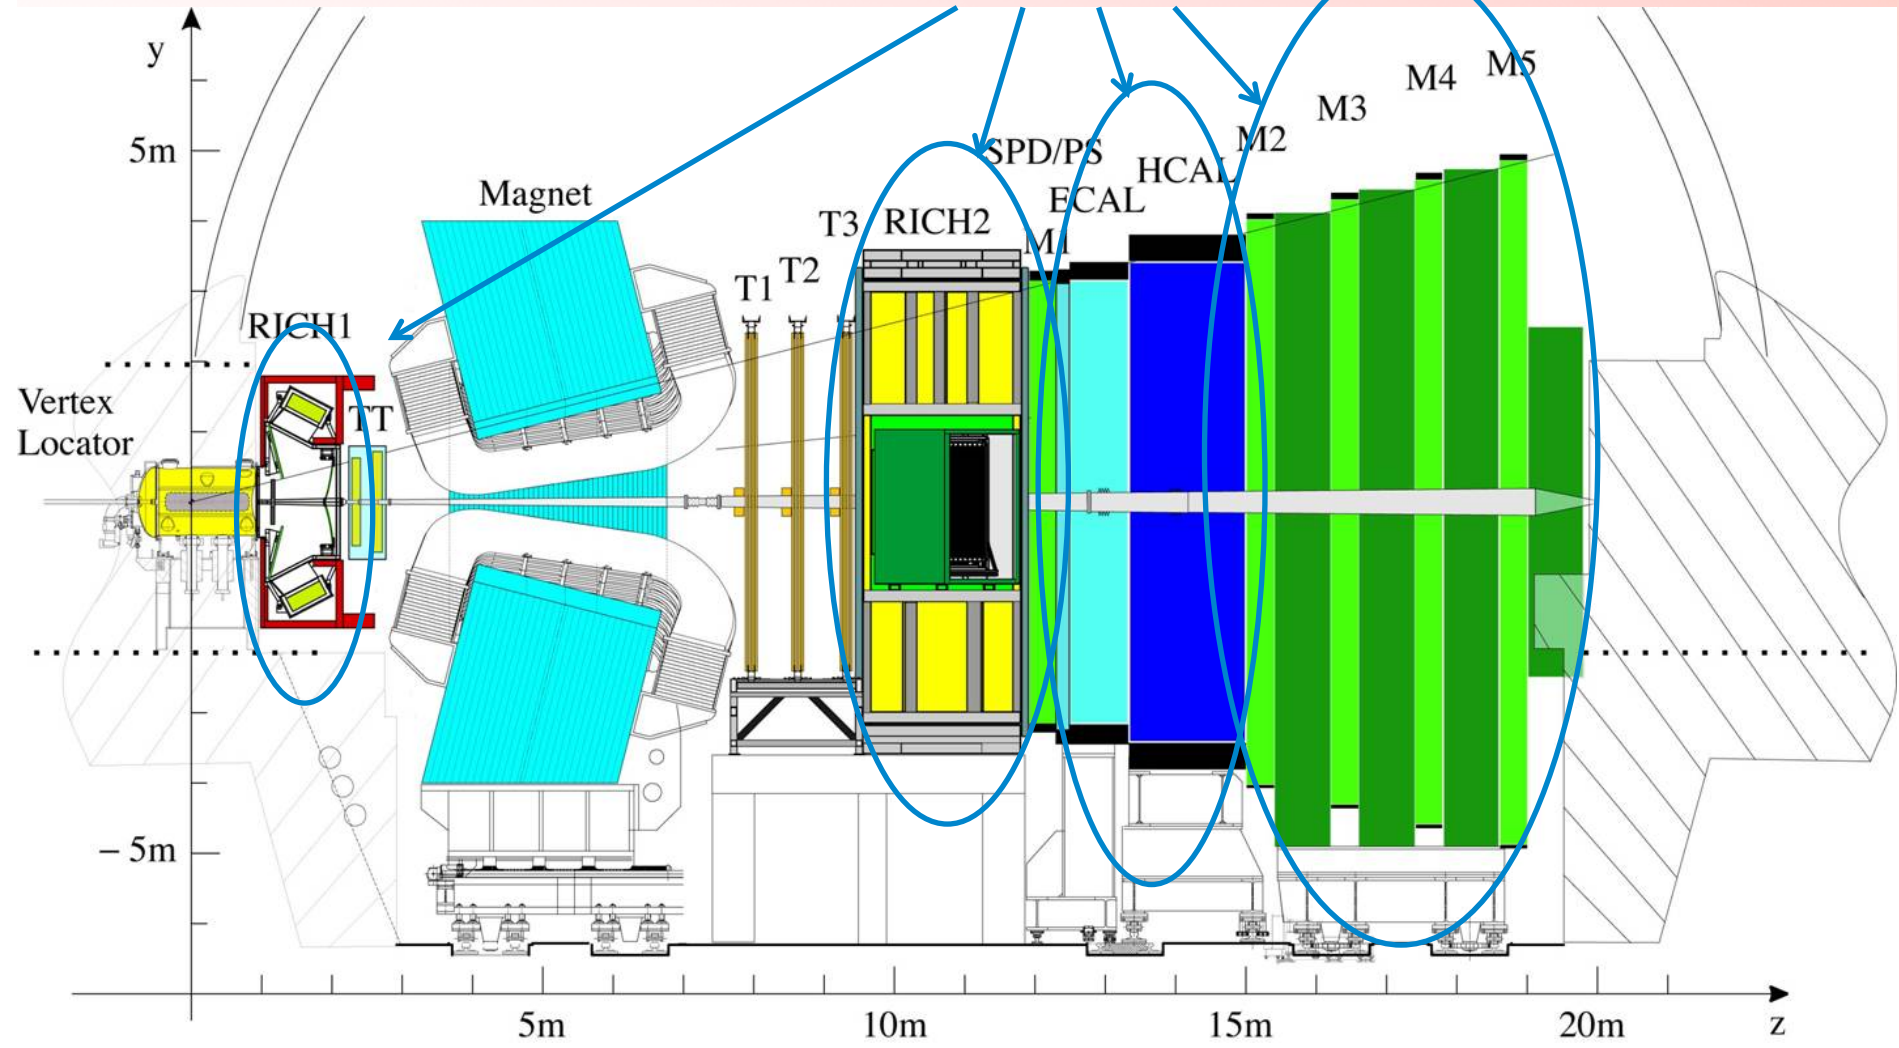 y
5m
Magnet
T3
RICH2
SPD/PS
ECAL
HCAL
M1
M2
M3
M4
M5
T1
T2
RICH1
TT
Vertex
Locator
– 5m
5m
10m
15m
20m
z